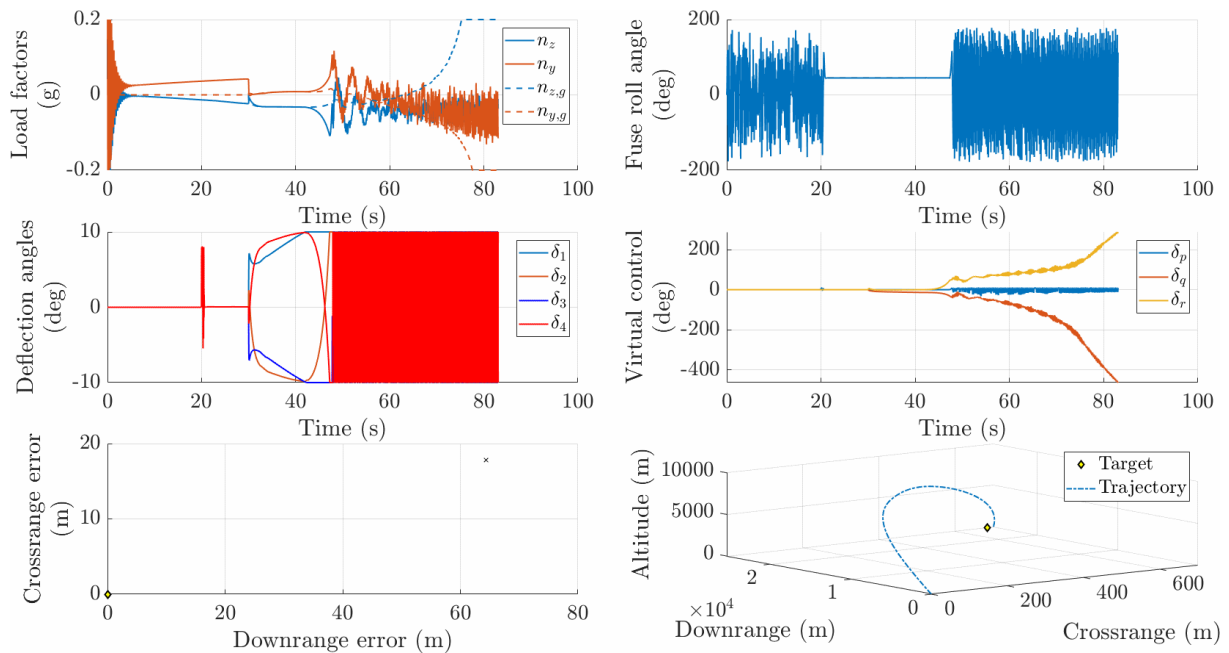 Load factors
(g)
0.2
0
-0.2
0 20 40 60 80 100
Time (s)
n_z
n_y
n_{z,g}
n_{y,g}
Fuse roll angle
(deg)
200
0
-200
0 20 40 60 80 100
Time (s)
Deflection angles
(deg)
10
0
-10
0 20 40 60 80 100
Time (s)
δ_1
δ_2
δ_3
δ_4
Virtual control
(deg)
200
0
-200
-400
0 20 40 60 80 100
Time (s)
δ_p
δ_q
δ_r
Crossrange error
(m)
20
10
0
0 20 40 60 80
Downrange error (m)
Altitude (m)
10000
5000
0
2 1 0
×10^4
Downrange (m)
0 200 400 600
Crossrange (m)
Target
Trajectory